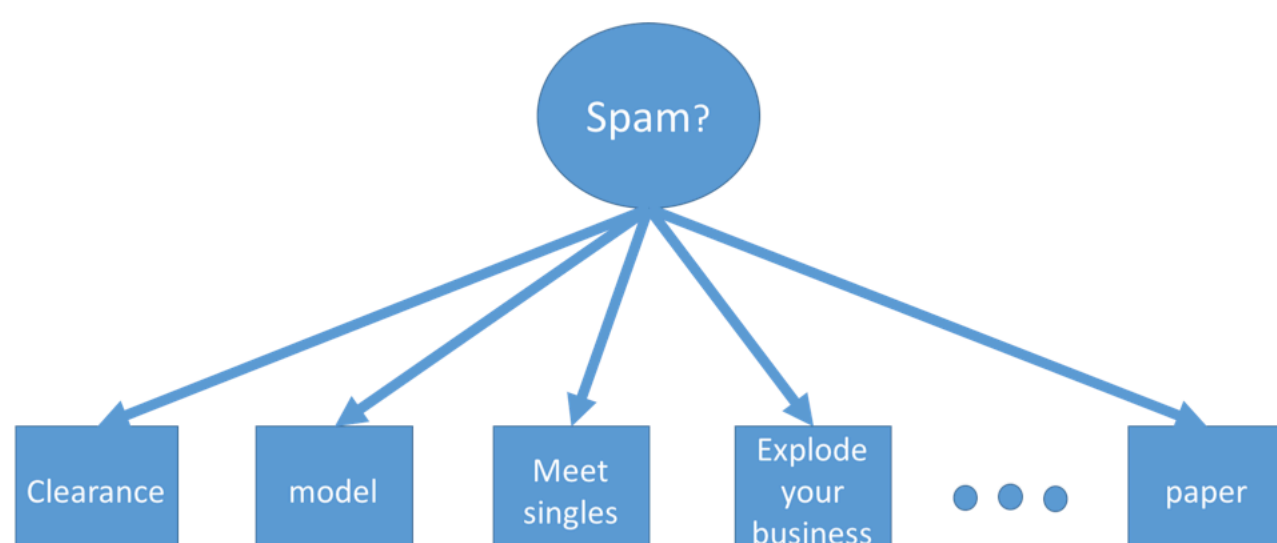 Spam?
Clearance
model
Meet
singles
Explode
your
business
paper